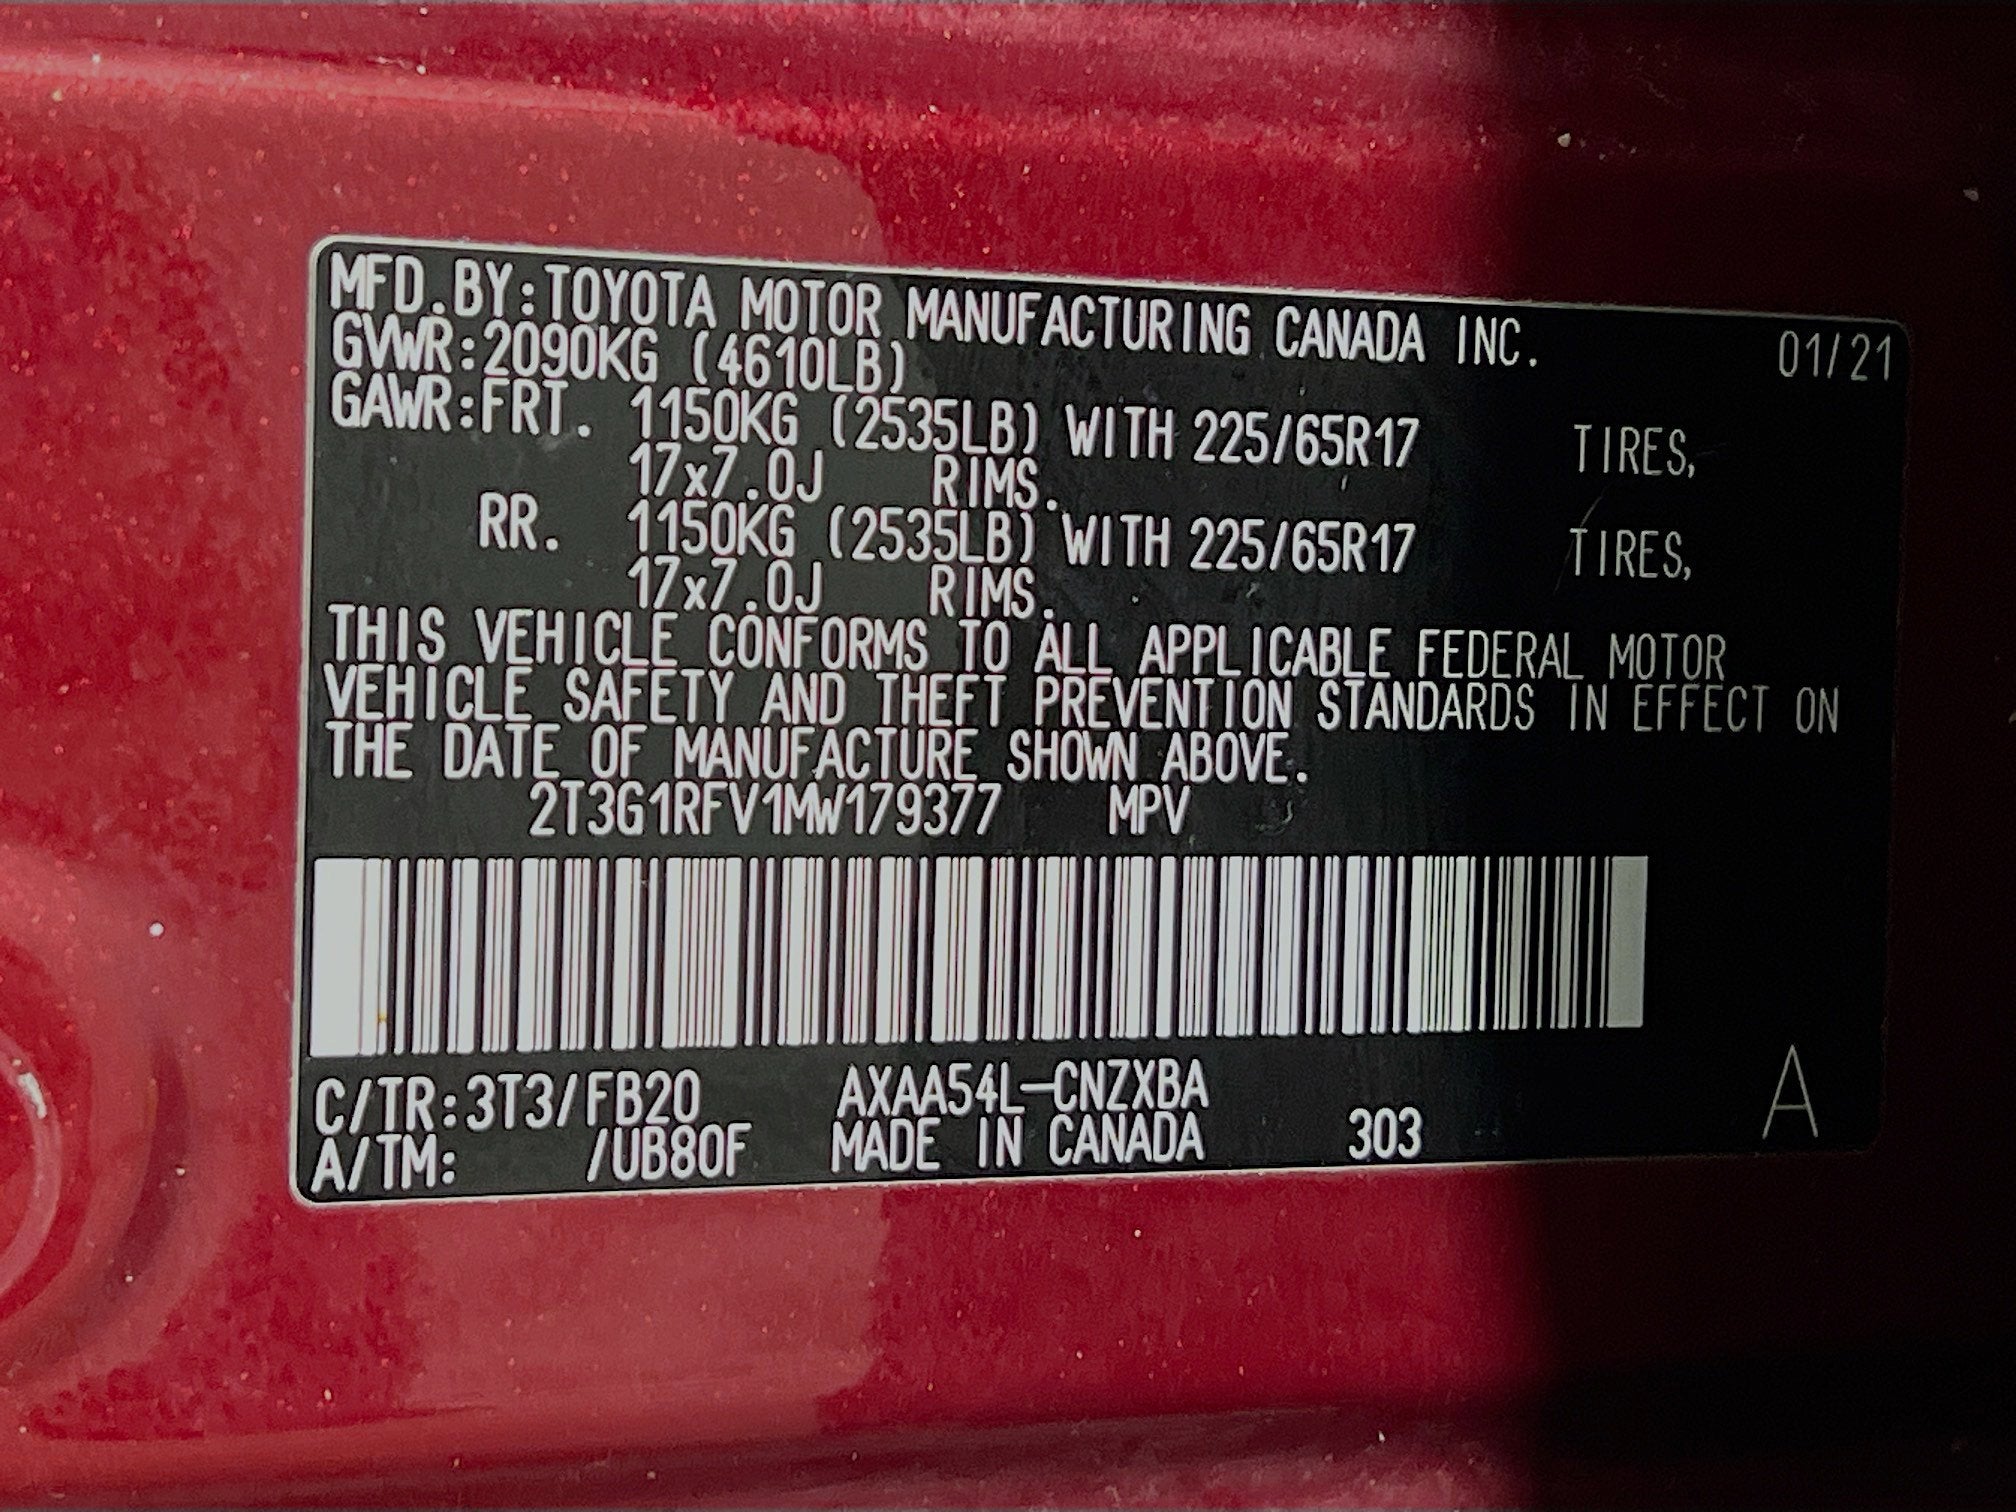 MFD.BY:TOYOTA MOTOR MANUFACTURING CANADA INC. 01/21
GVWR:2090KG (4610LB)
GAWR:FRT. 1150KG (2535LB) WITH 225/65R17 TIRES,
17x7.0J RIMS.
RR. 1150KG (2535LB) WITH 225/65R17 TIRES,
17x7.0J RIMS.
THIS VEHICLE CONFORMS TO ALL APPLICABLE FEDERAL MOTOR
VEHICLE SAFETY AND THEFT PREVENTION STANDARDS IN EFFECT ON
THE DATE OF MANUFACTURE SHOWN ABOVE.
2T3G1RFV1MW179377 MPV
C/TR:3T3/FB20 AXAA54L-CNZXBA A
A/TM: /UB80F MADE IN CANADA 303